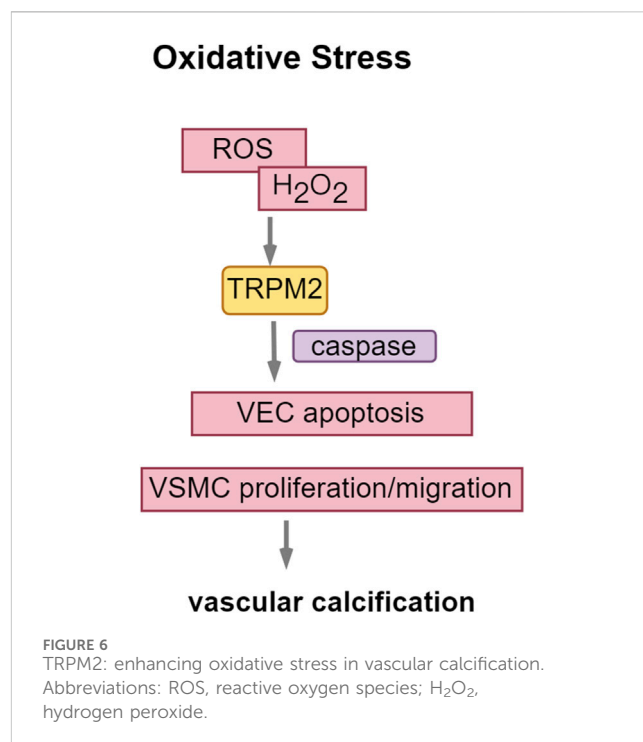 Oxidative Stress
ROS
H₂O₂
TRPM2
caspase
VEC apoptosis
VSMC proliferation/migration
vascular calcification
FIGURE 6
TRPM2: enhancing oxidative stress in vascular calcification.
Abbreviations: ROS, reactive oxygen species; H₂O₂,
hydrogen peroxide.